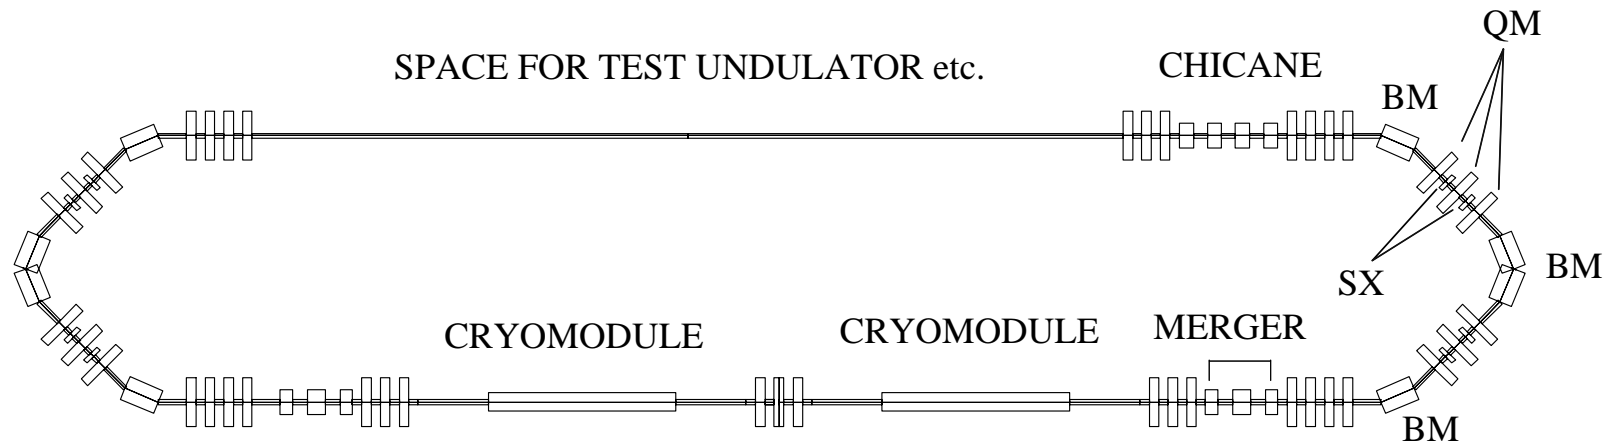 QM
SPACE FOR TEST UNDULATOR etc.
CHICANE
BM
BM
SX
CRYOMODULE
CRYOMODULE
MERGER
BM